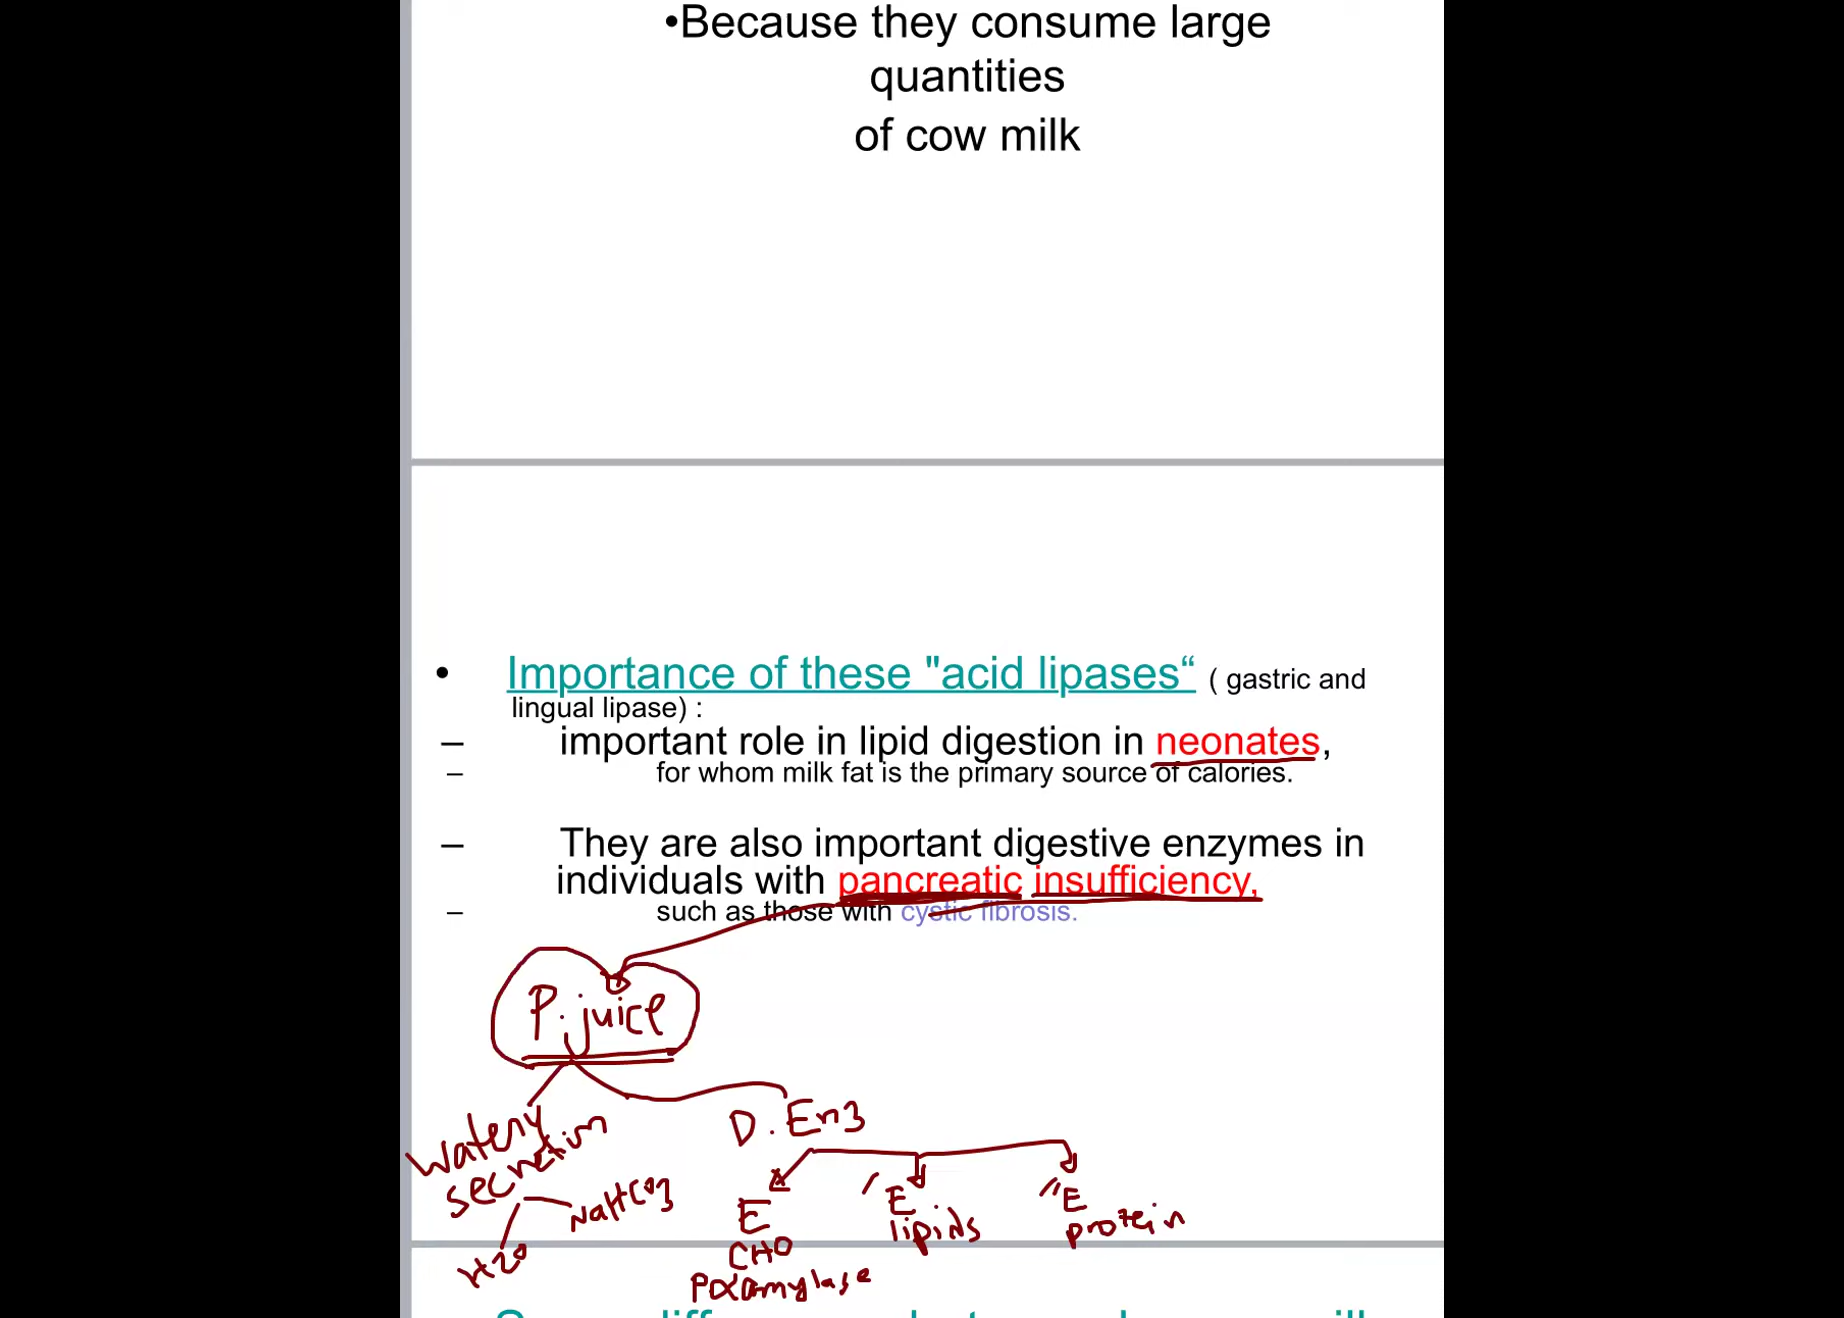 •Because they consume large
quantities
of cow milk
• Importance of these "acid lipases“ ( gastric and
lingual lipase) :
– important role in lipid digestion in neonates,
– for whom milk fat is the primary source of calories.
– They are also important digestive enzymes in
individuals with pancreatic insufficiency,
– such as those with cystic fibrosis.
P. juice
Watery
secretion
NaHCO3
H2O
D. Enz
E
CHO
P α amylase
E
lipids
"E
protein